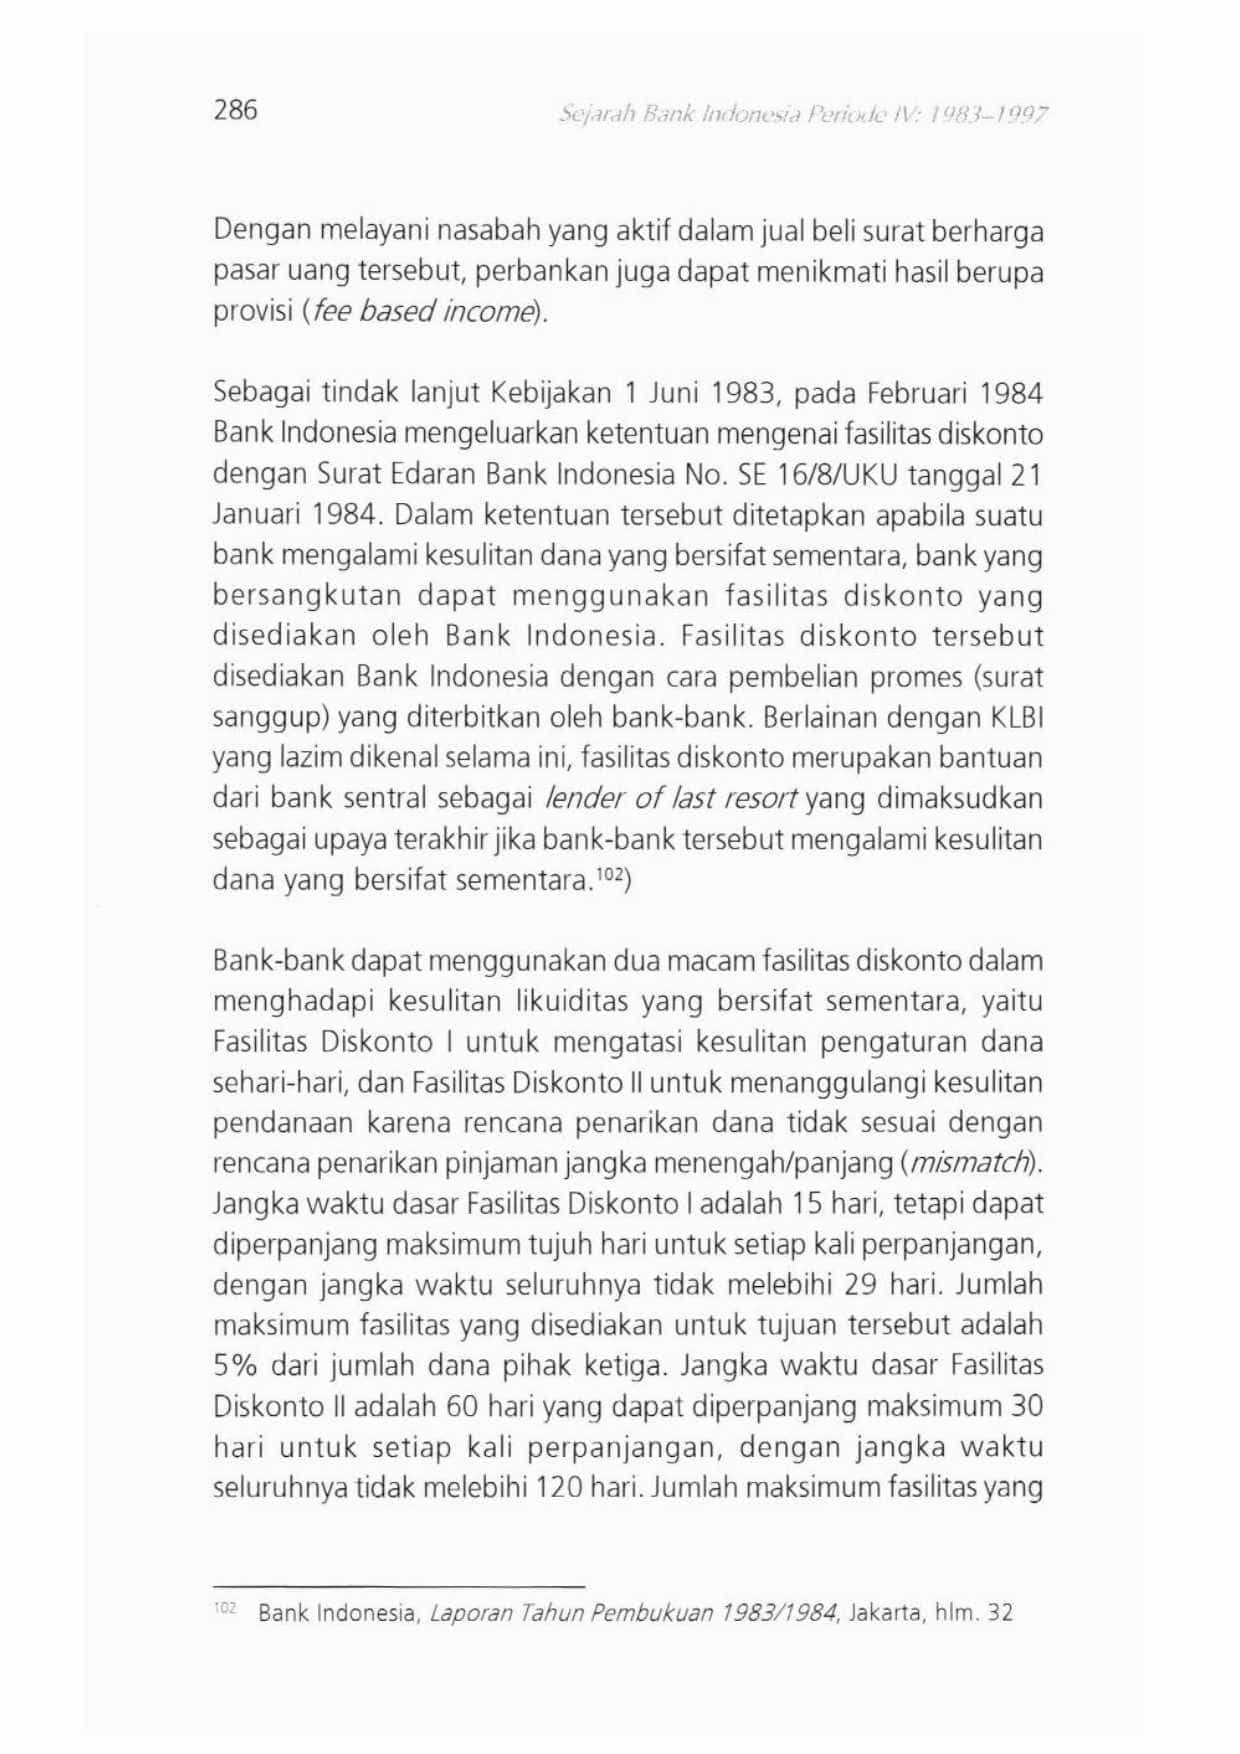 286
Sejarah Bank Indonesia Periode IV: 1983–1997
Dengan melayani nasabah yang aktif dalam jual beli surat berharga
pasar uang tersebut, perbankan juga dapat menikmati hasil berupa
provisi (fee based income).
Sebagai tindak lanjut Kebijakan 1 Juni 1983, pada Februari 1984
Bank Indonesia mengeluarkan ketentuan mengenai fasilitas diskonto
dengan Surat Edaran Bank Indonesia No. SE 16/8/UKU tanggal 21
Januari 1984. Dalam ketentuan tersebut ditetapkan apabila suatu
bank mengalami kesulitan dana yang bersifat sementara, bank yang
bersangkutan dapat menggunakan fasilitas diskonto yang
disediakan oleh Bank Indonesia. Fasilitas diskonto tersebut
disediakan Bank Indonesia dengan cara pembelian promes (surat
sanggup) yang diterbitkan oleh bank-bank. Berlainan dengan KLBI
yang lazim dikenal selama ini, fasilitas diskonto merupakan bantuan
dari bank sentral sebagai lender of last resort yang dimaksudkan
sebagai upaya terakhir jika bank-bank tersebut mengalami kesulitan
dana yang bersifat sementara.102)
Bank-bank dapat menggunakan dua macam fasilitas diskonto dalam
menghadapi kesulitan likuiditas yang bersifat sementara, yaitu
Fasilitas Diskonto I untuk mengatasi kesulitan pengaturan dana
sehari-hari, dan Fasilitas Diskonto II untuk menanggulangi kesulitan
pendanaan karena rencana penarikan dana tidak sesuai dengan
rencana penarikan pinjaman jangka menengah/panjang (mismatch).
Jangka waktu dasar Fasilitas Diskonto I adalah 15 hari, tetapi dapat
diperpanjang maksimum tujuh hari untuk setiap kali perpanjangan,
dengan jangka waktu seluruhnya tidak melebihi 29 hari. Jumlah
maksimum fasilitas yang disediakan untuk tujuan tersebut adalah
5% dari jumlah dana pihak ketiga. Jangka waktu dasar Fasilitas
Diskonto II adalah 60 hari yang dapat diperpanjang maksimum 30
hari untuk setiap kali perpanjangan, dengan jangka waktu
seluruhnya tidak melebihi 120 hari. Jumlah maksimum fasilitas yang
102 Bank Indonesia, Laporan Tahun Pembukuan 1983/1984, Jakarta, hlm. 32